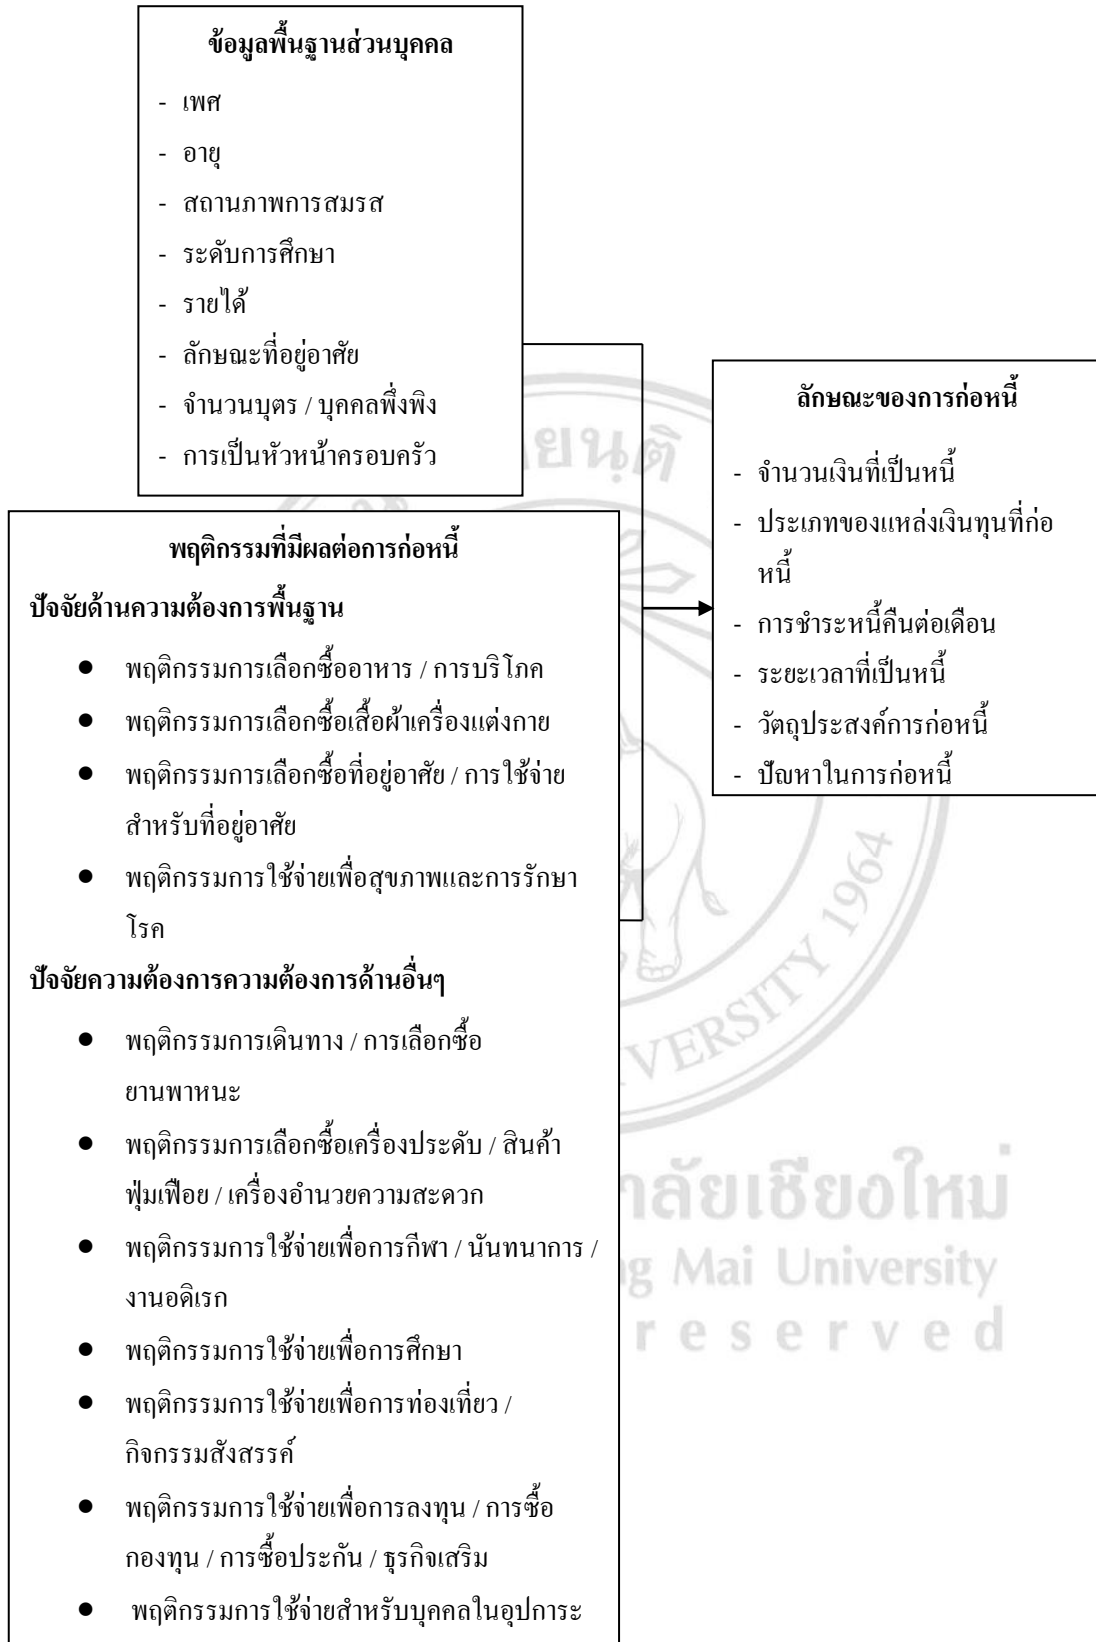 ข้อมูลพื้นฐานส่วนบุคคล
- เพศ
- อายุ
- สถานภาพการสมรส
- ระดับการศึกษา
- รายได้
- ลักษณะที่อยู่อาศัย
- จำนวนบุตร / บุคคลพึ่งพิง
- การเป็นหัวหน้าครอบครัว
พฤติกรรมที่มีผลต่อการก่อหนี้
ปัจจัยด้านความต้องการพื้นฐาน
● พฤติกรรมการเลือกซื้ออาหาร / การบริโภค
● พฤติกรรมการเลือกซื้อเสื้อผ้าเครื่องแต่งกาย
● พฤติกรรมการเลือกซื้อที่อยู่อาศัย / การใช้จ่าย
สำหรับที่อยู่อาศัย
● พฤติกรรมการใช้จ่ายเพื่อสุขภาพและการรักษา
โรค
ปัจจัยความต้องการความต้องการด้านอื่นๆ
● พฤติกรรมการเดินทาง / การเลือกซื้อ
ยานพาหนะ
● พฤติกรรมการเลือกซื้อเครื่องประดับ / สินค้า
ฟุ่มเฟือย / เครื่องอำนวยความสะดวก
● พฤติกรรมการใช้จ่ายเพื่อการกีฬา / นันทนาการ /
งานอดิเรก
● พฤติกรรมการใช้จ่ายเพื่อการศึกษา
● พฤติกรรมการใช้จ่ายเพื่อการท่องเที่ยว /
กิจกรรมสังสรรค์
● พฤติกรรมการใช้จ่ายเพื่อการลงทุน / การซื้อ
กองทุน / การซื้อประกัน / ธุรกิจเสริม
● พฤติกรรมการใช้จ่ายสำหรับบุคคลในอุปการะ
ลักษณะของการก่อหนี้
- จำนวนเงินที่เป็นหนี้
- ประเภทของแหล่งเงินทุนที่ก่อ
หนี้
- การชำระหนี้คืนต่อเดือน
- ระยะเวลาที่เป็นหนี้
- วัตถุประสงค์การก่อหนี้
- ปัญหาในการก่อหนี้
VERSITY 1964
าลัยเชียงใหม่
ng Mai University
reserved